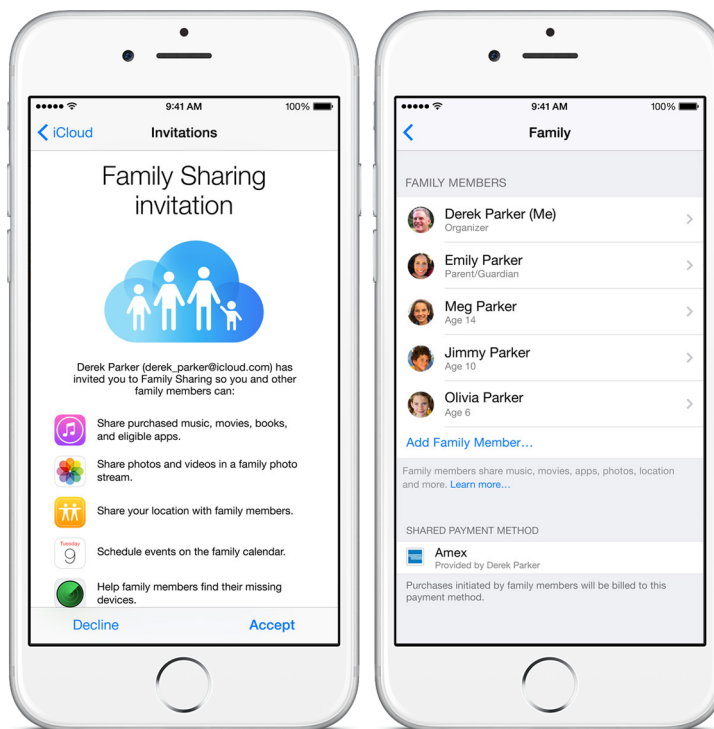 9:41 AM
100%
iCloud
Invitations
Family Sharing
invitation
Derek Parker (derek_parker@icloud.com) has
invited you to Family Sharing so you and other
family members can:
Share purchased music, movies, books,
and eligible apps.
Share photos and videos in a family photo
stream.
Share your location with family members.
Tuesday
9
Schedule events on the family calendar.
Help family members find their missing
devices.
Decline
Accept
9:41 AM
100%
Family
FAMILY MEMBERS
Derek Parker (Me)
Organizer
Emily Parker
Parent/Guardian
Meg Parker
Age 14
Jimmy Parker
Age 10
Olivia Parker
Age 6
Add Family Member...
Family members share music, movies, apps, photos, location
and more. Learn more...
SHARED PAYMENT METHOD
Amex
Provided by Derek Parker
Purchases initiated by family members will be billed to this
payment method.